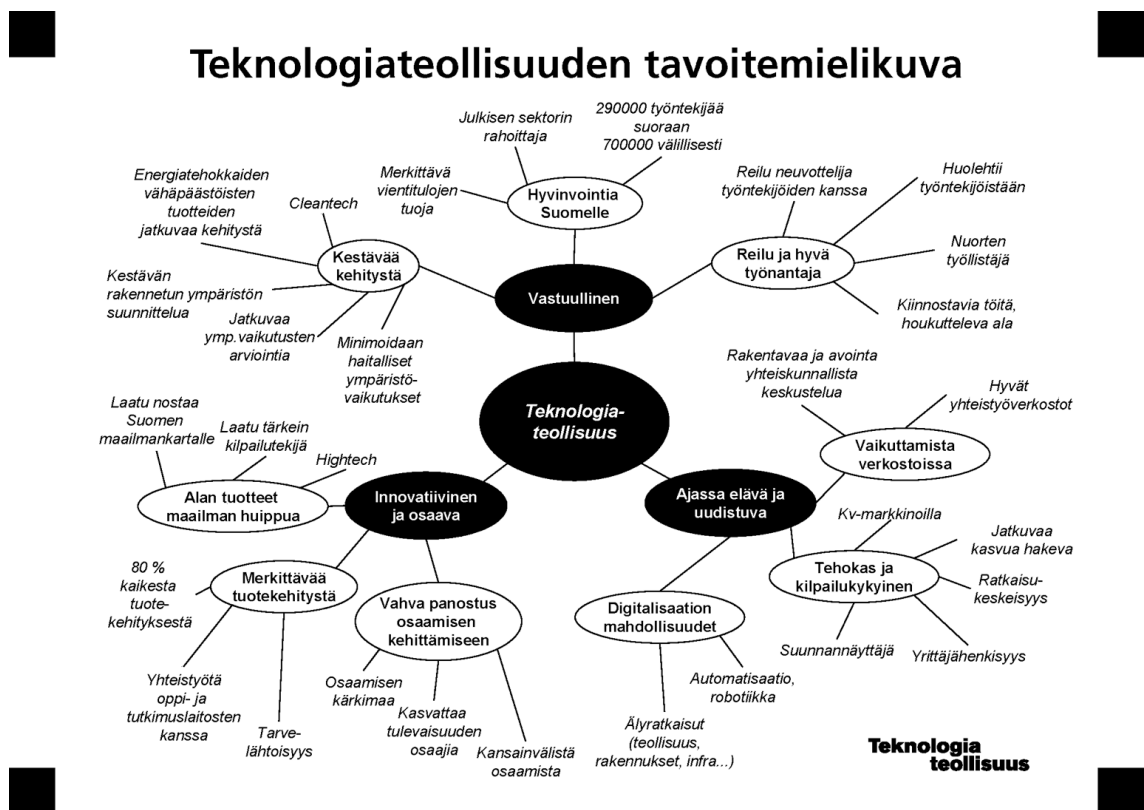 Teknologiateollisuuden tavoitemielikuva
Julkisen sektorin
rahoittaja
290000 työntekijää
suoraan
700000 välillisesti
Merkittävä
vientitulojen
tuoja
Hyvinvointia
Suomelle
Energiatehokkaiden
vähäpäästöisten
tuotteiden
jatkuvaa kehitystä
Cleantech
Kestävää
kehitystä
Kestävän
rakennetun ympäristön
suunnittelua
Jatkuvaa
ymp.vaikutusten
arviointia
Minimoidaan
haitalliset
ympäristö-
vaikutukset
Vastuullinen
Reilu neuvottelija
työntekijöiden kanssa
Huolehtii
työntekijöistään
Reilu ja hyvä
työnantaja
Nuorten
työllistäjä
Kiinnostavia töitä,
houkutteleva ala
Teknologia-
teollisuus
Rakentavaa ja avointa
yhteiskunnallista
keskustelua
Hyvät
yhteistyöverkostot
Vaikuttamista
verkostoissa
Laatu nostaa
Suomen
maailmankartalle
Laatu tärkein
kilpailutekijä
Hightech
Alan tuotteet
maailman huippua
Innovatiivinen
ja osaava
Ajassa elävä ja
uudistuva
Kv-markkinoilla
Jatkuvaa
kasvua hakeva
Tehokas ja
kilpailukykyinen
Ratkaisu-
keskeisyys
Suunnannäyttäjä
Yrittäjähenkisyys
80 %
kaikesta
tuote-
kehityksestä
Merkittävää
tuotekehitystä
Yhteistyötä
oppi- ja
tutkimuslaitosten
kanssa
Tarve-
lähtoisyys
Vahva panostus
osaamisen
kehittämiseen
Osaamisen
kärkimaa
Kasvattaa
tulevaisuuden
osaajia
Kansainvälistä
osaamista
Digitalisaation
mahdollisuudet
Automatisaatio,
robotiikka
Älyratkaisut
(teollisuus,
rakennukset, infra...)
Teknologia
teollisuus